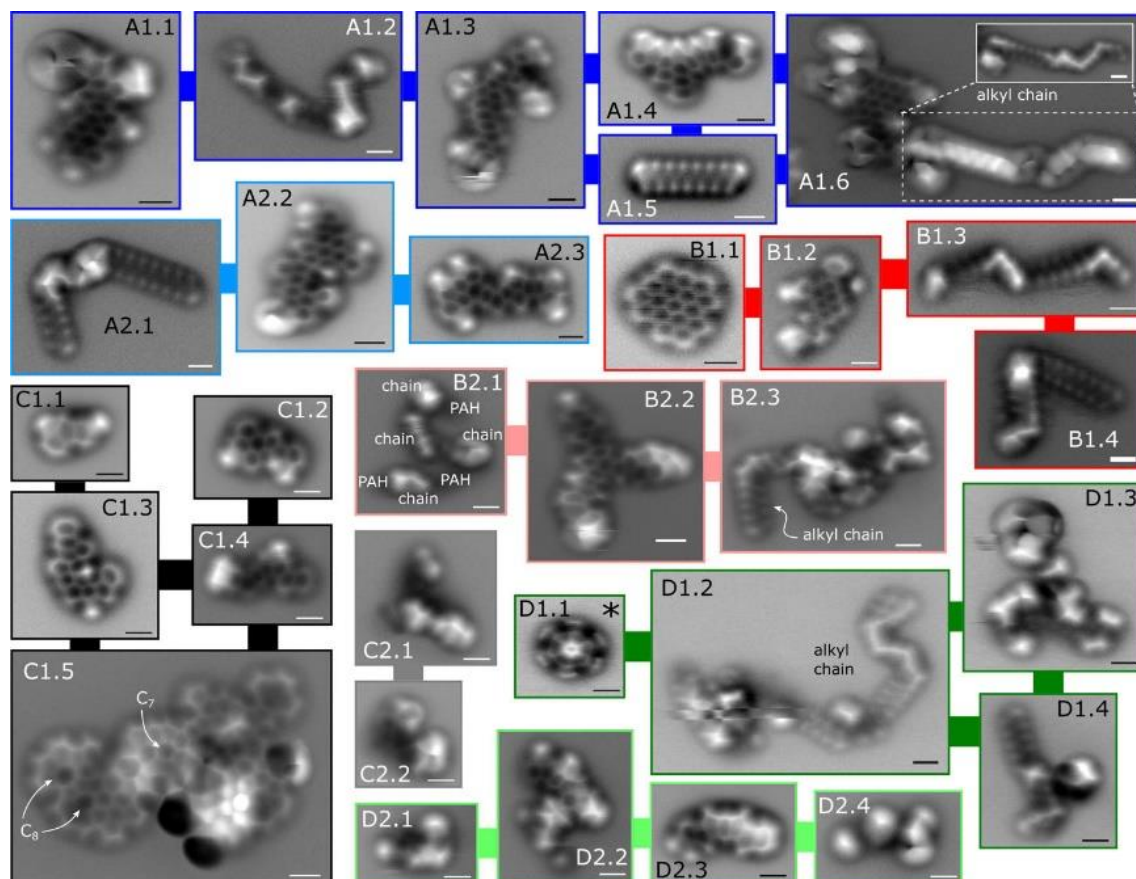 A1.1
A1.2
A1.3
A1.4
A1.5
A1.6
alkyl chain
A2.1
A2.2
A2.3
B1.1
B1.2
B1.3
B1.4
C1.1
C1.2
C1.3
C1.4
C1.5
C7
C8
B2.1
chain
PAH
chain
chain
PAH
PAH
chain
B2.2
B2.3
alkyl chain
C2.1
C2.2
D1.1 *
D1.2
alkyl
chain
D1.3
D1.4
D2.1
D2.2
D2.3
D2.4